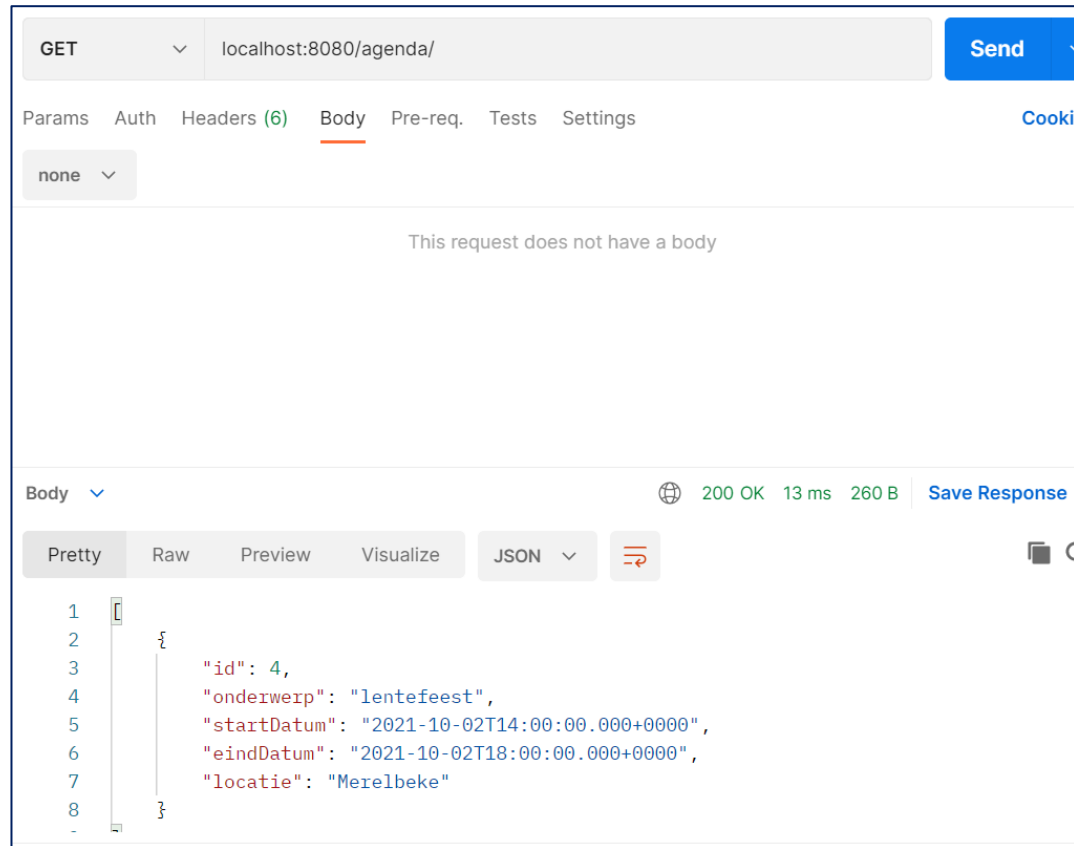 GET localhost:8080/agenda/ Send
Params Auth Headers (6) Body Pre-req. Tests Settings Cooki
none
This request does not have a body
Body 200 OK 13 ms 260 B Save Response
Pretty Raw Preview Visualize JSON
1 [
2 {
3 "id": 4,
4 "onderwerp": "lentefeest",
5 "startDatum": "2021-10-02T14:00:00.000+0000",
6 "eindDatum": "2021-10-02T18:00:00.000+0000",
7 "locatie": "Merelbeke"
8 }